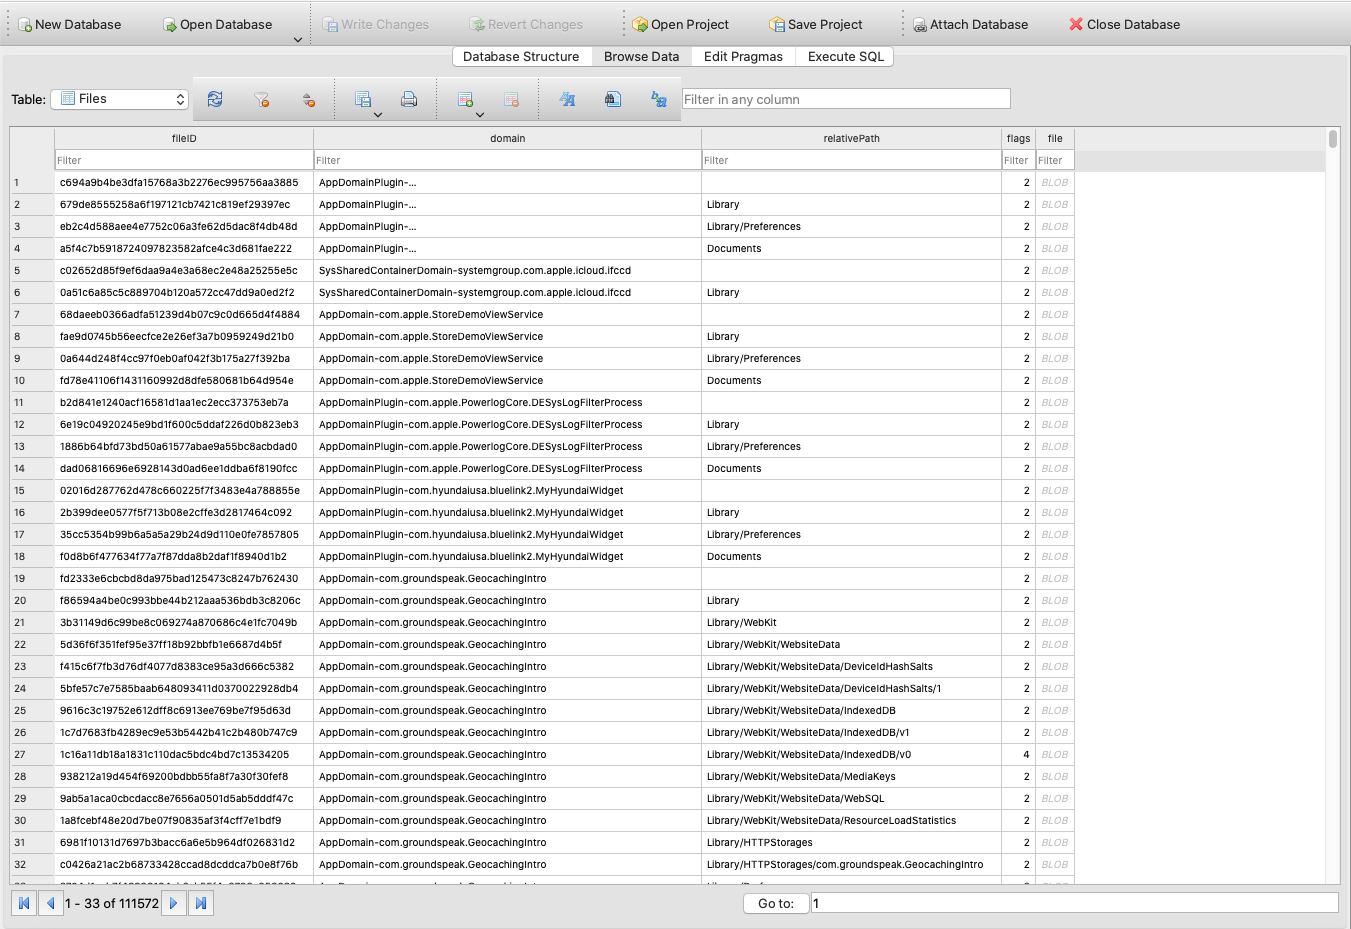 New Database Open Database Write Changes Revert Changes Open Project Save Project Attach Database Close Database
Database Structure Browse Data Edit Pragmas Execute SQL
Table: Files Filter in any column
fileID domain relativePath flags file
Filter Filter Filter Filter Filter
1 c694a9b4be3dfa15768a3b2276ec995756aa3885 AppDomainPlugin-... 2 BLOB
2 679de8555258a6f197121cb7421c819ef29397ec AppDomainPlugin-... Library 2 BLOB
3 eb2c4d588aee4e7752c06a3fe62d5dac8f4db48d AppDomainPlugin-... Library/Preferences 2 BLOB
4 a5f4c7b5918724097823582afce4c3d681fae222 AppDomainPlugin-... Documents 2 BLOB
5 c02652d85f9ef6daa9a4e3a68ec2e48a25255e5c SysSharedContainerDomain-systemgroup.com.apple.icloud.ifccd 2 BLOB
6 0a51c6a85c5c889704b120a572cc47dd9a0ed2f2 SysSharedContainerDomain-systemgroup.com.apple.icloud.ifccd Library 2 BLOB
7 68daeeb0366adfa51239d4b07c9c0d665d4f4884 AppDomain-com.apple.StoreDemoViewService 2 BLOB
8 fae9d0745b56eecfce2e26ef3a7b0959249d21b0 AppDomain-com.apple.StoreDemoViewService Library 2 BLOB
9 0a644d248f4cc97f0eb0af042f3b175a27f392ba AppDomain-com.apple.StoreDemoViewService Library/Preferences 2 BLOB
10 fd78e41106f1431160992d8dfe580681b64d954e AppDomain-com.apple.StoreDemoViewService Documents 2 BLOB
11 b2d841e1240acf16581d1aa1ec2ecc373753eb7a AppDomainPlugin-com.apple.PowerlogCore.DESysLogFilterProcess 2 BLOB
12 6e19c04920245e9bd1f600c5ddaf226d0b823eb3 AppDomainPlugin-com.apple.PowerlogCore.DESysLogFilterProcess Library 2 BLOB
13 1886b64bfd73bd50a61577abae9a55bc8acbdad0 AppDomainPlugin-com.apple.PowerlogCore.DESysLogFilterProcess Library/Preferences 2 BLOB
14 dad06816696e6928143d0ad6ee1ddba6f8190fcc AppDomainPlugin-com.apple.PowerlogCore.DESysLogFilterProcess Documents 2 BLOB
15 02016d287762d478c660225f7f3483e4a788855e AppDomainPlugin-com.hyundaiusa.bluelink2.MyHyundaiWidget 2 BLOB
16 2b399dee0577f5f713b08e2cffe3d2817464c092 AppDomainPlugin-com.hyundaiusa.bluelink2.MyHyundaiWidget Library 2 BLOB
17 35cc5354b99b6a5a5a29b24d9d110e0fe7857805 AppDomainPlugin-com.hyundaiusa.bluelink2.MyHyundaiWidget Library/Preferences 2 BLOB
18 f0d8b6f477634f77a7f87dda8b2daf1f8940d1b2 AppDomainPlugin-com.hyundaiusa.bluelink2.MyHyundaiWidget Documents 2 BLOB
19 fd2333e6cbcbd8da975bad125473c8247b762430 AppDomain-com.groundspeak.GeocachingIntro 2 BLOB
20 f86594a4be0c993bbe44b212aaa536bdb3c8206c AppDomain-com.groundspeak.GeocachingIntro Library 2 BLOB
21 3b31149d6c99be8c069274a870686c4e1fc7049b AppDomain-com.groundspeak.GeocachingIntro Library/WebKit 2 BLOB
22 5d36f6f351fef95e37ff18b92bbfb1e6687d4b5f AppDomain-com.groundspeak.GeocachingIntro Library/WebKit/WebsiteData 2 BLOB
23 f415c6f7fb3d76df4077d8383ce95a3d666c5382 AppDomain-com.groundspeak.GeocachingIntro Library/WebKit/WebsiteData/DeviceIdHashSalts 2 BLOB
24 5bfe57c7e7585baab648093411d0370022928db4 AppDomain-com.groundspeak.GeocachingIntro Library/WebKit/WebsiteData/DeviceIdHashSalts/1 2 BLOB
25 9616c3c19752e612dff8c6913ee769be7f95d63d AppDomain-com.groundspeak.GeocachingIntro Library/WebKit/WebsiteData/IndexedDB 2 BLOB
26 1c7d7683fb4289ec9e53b5442b41c2b480b747c9 AppDomain-com.groundspeak.GeocachingIntro Library/WebKit/WebsiteData/IndexedDB/v1 2 BLOB
27 1c16a11db18a1831c110dac5bdc4bd7c13534205 AppDomain-com.groundspeak.GeocachingIntro Library/WebKit/WebsiteData/IndexedDB/v0 4 BLOB
28 938212a19d454f69200bdbb55fa8f7a30f30fef8 AppDomain-com.groundspeak.GeocachingIntro Library/WebKit/WebsiteData/MediaKeys 2 BLOB
29 9ab5a1aca0cbcdacc8e7656a0501d5ab5dddf47c AppDomain-com.groundspeak.GeocachingIntro Library/WebKit/WebsiteData/WebSQL 2 BLOB
30 1a8fcebf48e20d7be07f90835af3f4cff7e1bdf9 AppDomain-com.groundspeak.GeocachingIntro Library/WebKit/WebsiteData/ResourceLoadStatistics 2 BLOB
31 6981f10131d7697b3bacc6a6e5b964df026831d2 AppDomain-com.groundspeak.GeocachingIntro Library/HTTPStorages 2 BLOB
32 c0426a21ac2b68733428ccad8dcddca7b0e8f76b AppDomain-com.groundspeak.GeocachingIntro Library/HTTPStorages/com.groundspeak.GeocachingIntro 2 BLOB
1 - 33 of 111572 Go to: 1